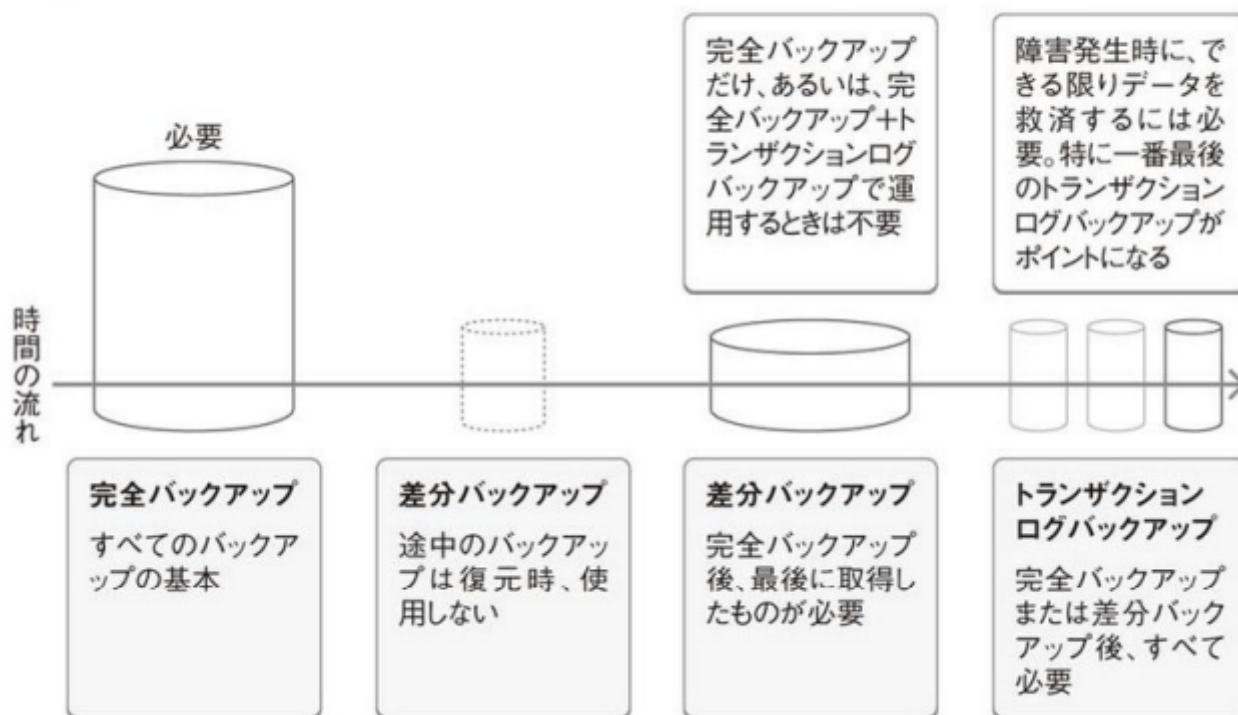 必要
完全バックアップ
だけ、あるいは、完
全バックアップ+ト
ランザクションログ
バックアップで運
用するときは不要
障害発生時に、で
きる限りデータを
救済するには必
要。特に一番最後
のトランザクション
ログバックアップが
ポイントになる
時間の流れ
完全バックアップ
すべてのバックア
ップの基本
差分バックアップ
途中のバックアッ
プは復元時、使
用しない
差分バックアップ
完全バックアップ
後、最後に取得し
たものが必要
トランザクション
ログバックアップ
完全バックアップ
または差分バック
アップ後、すべて
必要